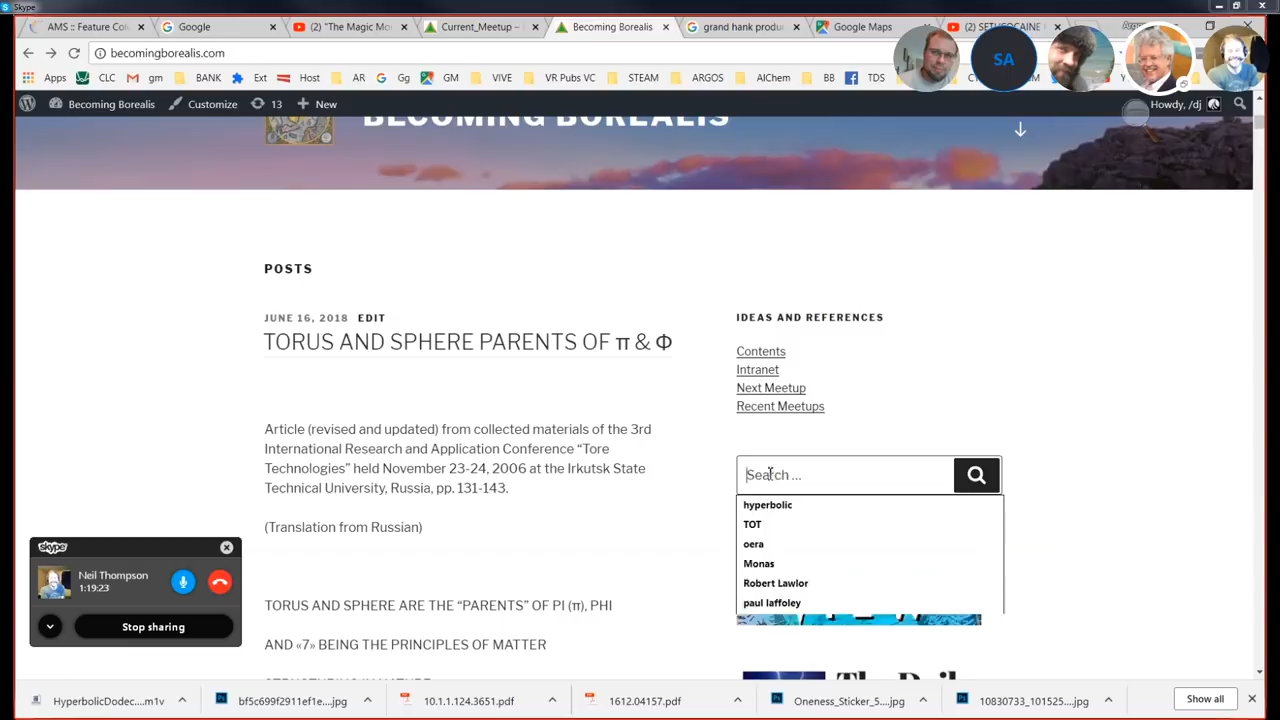 Skype
AMS :: Feature Colu
Google
(2) "The Magic Mo
Current_Meetup –
Becoming Borealis
grand hank produ
Google Maps
(2) SETI/COCAINE
becomingborealis.com
SA
Apps
CLC
gm
BANK
Ext
Host
AR
Gg
GM
VIVE
VR Pubs VC
STEAM
ARGOS
AIChem
BB
TDS
Becoming Borealis
Customize
13
New
Howdy, /dj
BECOMING BOREALIS
POSTS
JUNE 16, 2018 EDIT
TORUS AND SPHERE PARENTS OF π & Φ
Article (revised and updated) from collected materials of the 3rd
International Research and Application Conference “Tore
Technologies” held November 23-24, 2006 at the Irkutsk State
Technical University, Russia, pp. 131-143.
(Translation from Russian)
TORUS AND SPHERE ARE THE “PARENTS” OF PI (π), PHI
AND «7» BEING THE PRINCIPLES OF MATTER
IDEAS AND REFERENCES
Contents
Intranet
Next Meetup
Recent Meetups
Search ...
hyperbolic
TOT
oera
Monas
Robert Lawlor
paul laffoley
skype
Neil Thompson
1:19:23
Stop sharing
HyperbolicDodec....m1v
bf5c699f2911ef1e....jpg
10.1.1.124.3651.pdf
1612.04157.pdf
Oneness_Sticker_5....jpg
10830733_101525....jpg
Show all